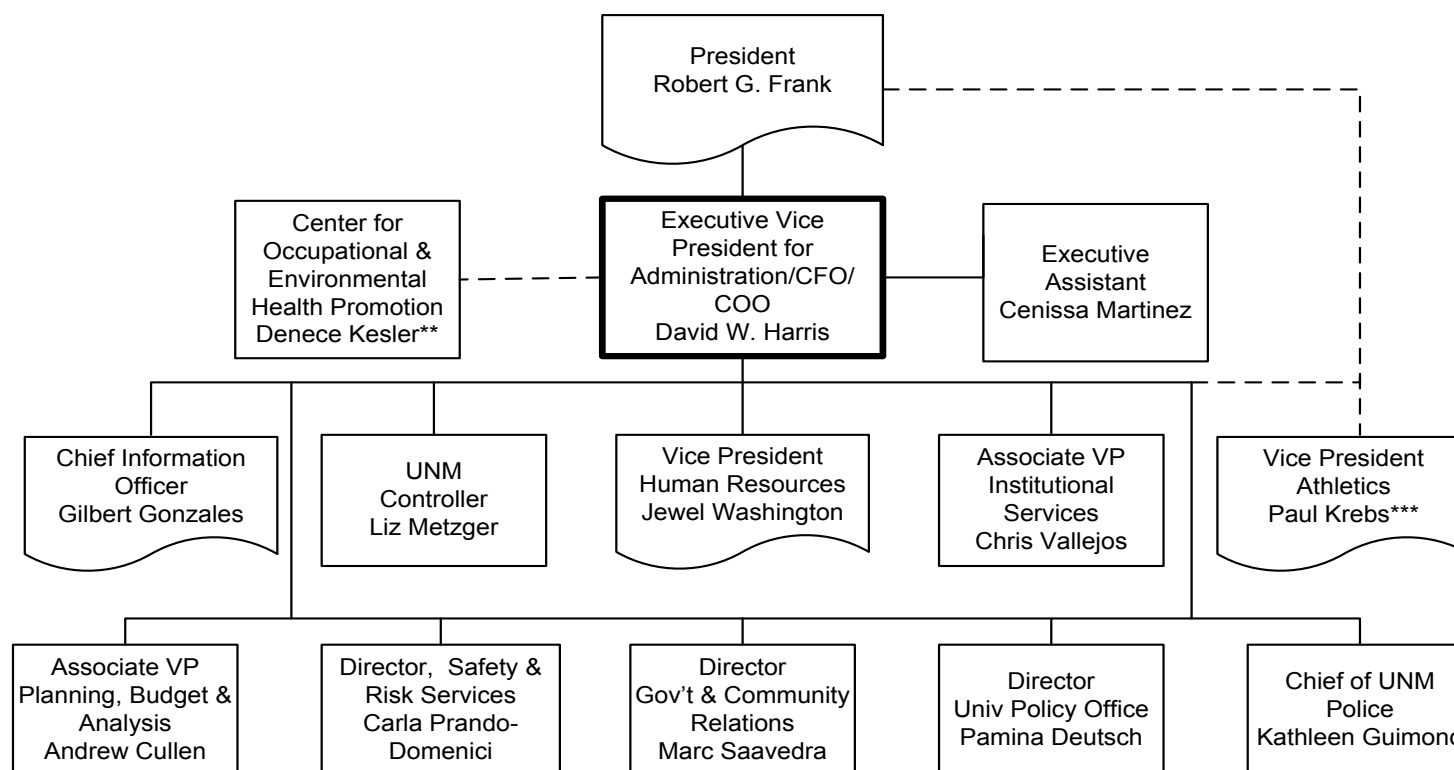 President
Robert G. Frank
Center for
Occupational &
Environmental
Health Promotion
Denece Kesler**
Executive Vice
President for
Administration/CFO/
COO
David W. Harris
Executive
Assistant
Cenissa Martinez
Chief Information
Officer
Gilbert Gonzales
UNM
Controller
Liz Metzger
Vice President
Human Resources
Jewel Washington
Associate VP
Institutional
Services
Chris Vallejos
Vice President
Athletics
Paul Krebs***
Associate VP
Planning, Budget &
Analysis
Andrew Cullen
Director, Safety &
Risk Services
Carla Prando-
Domenici
Director
Gov't & Community
Relations
Marc Saavedra
Director
Univ Policy Office
Pamina Deutsch
Chief of UNM
Police
Kathleen